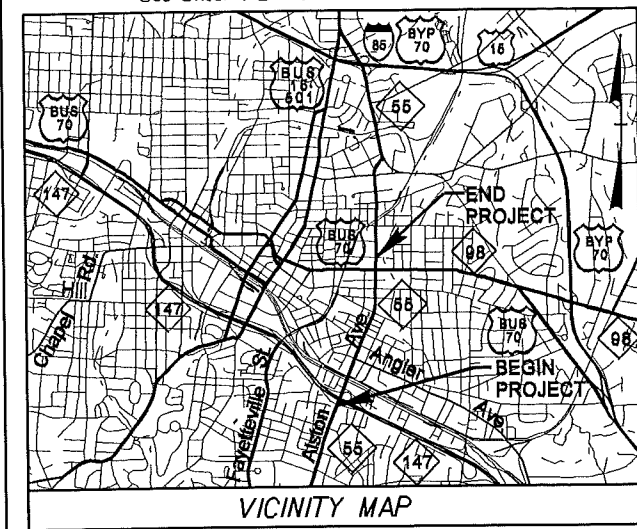 85
BYP
70
15
BUS
15
501
55
BUS
70
147
END
PROJECT
BUS
70
98
BYP
70
Chapel
Hill
Rd.
147
55
Ave
Angier
BUS
70
98
BEGIN
PROJECT
Fayetteville
St
Alston
Ave
55
147
VICINITY MAP